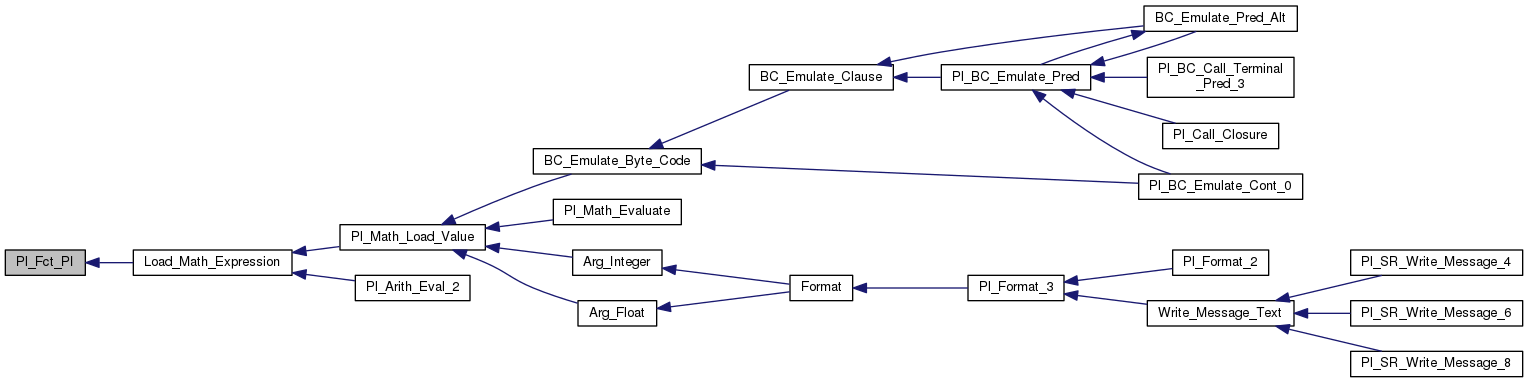 BC_Emulate_Pred_Alt
BC_Emulate_Clause
Pl_BC_Emulate_Pred
Pl_BC_Call_Terminal
_Pred_3
Pl_Call_Closure
BC_Emulate_Byte_Code
Pl_BC_Emulate_Cont_0
Pl_Math_Evaluate
Pl_Math_Load_Value
Pl_Fct_PI
Load_Math_Expression
Arg_Integer
Pl_Format_2
Pl_SR_Write_Message_4
Pl_Arith_Eval_2
Format
Pl_Format_3
Arg_Float
Write_Message_Text
Pl_SR_Write_Message_6
Pl_SR_Write_Message_8